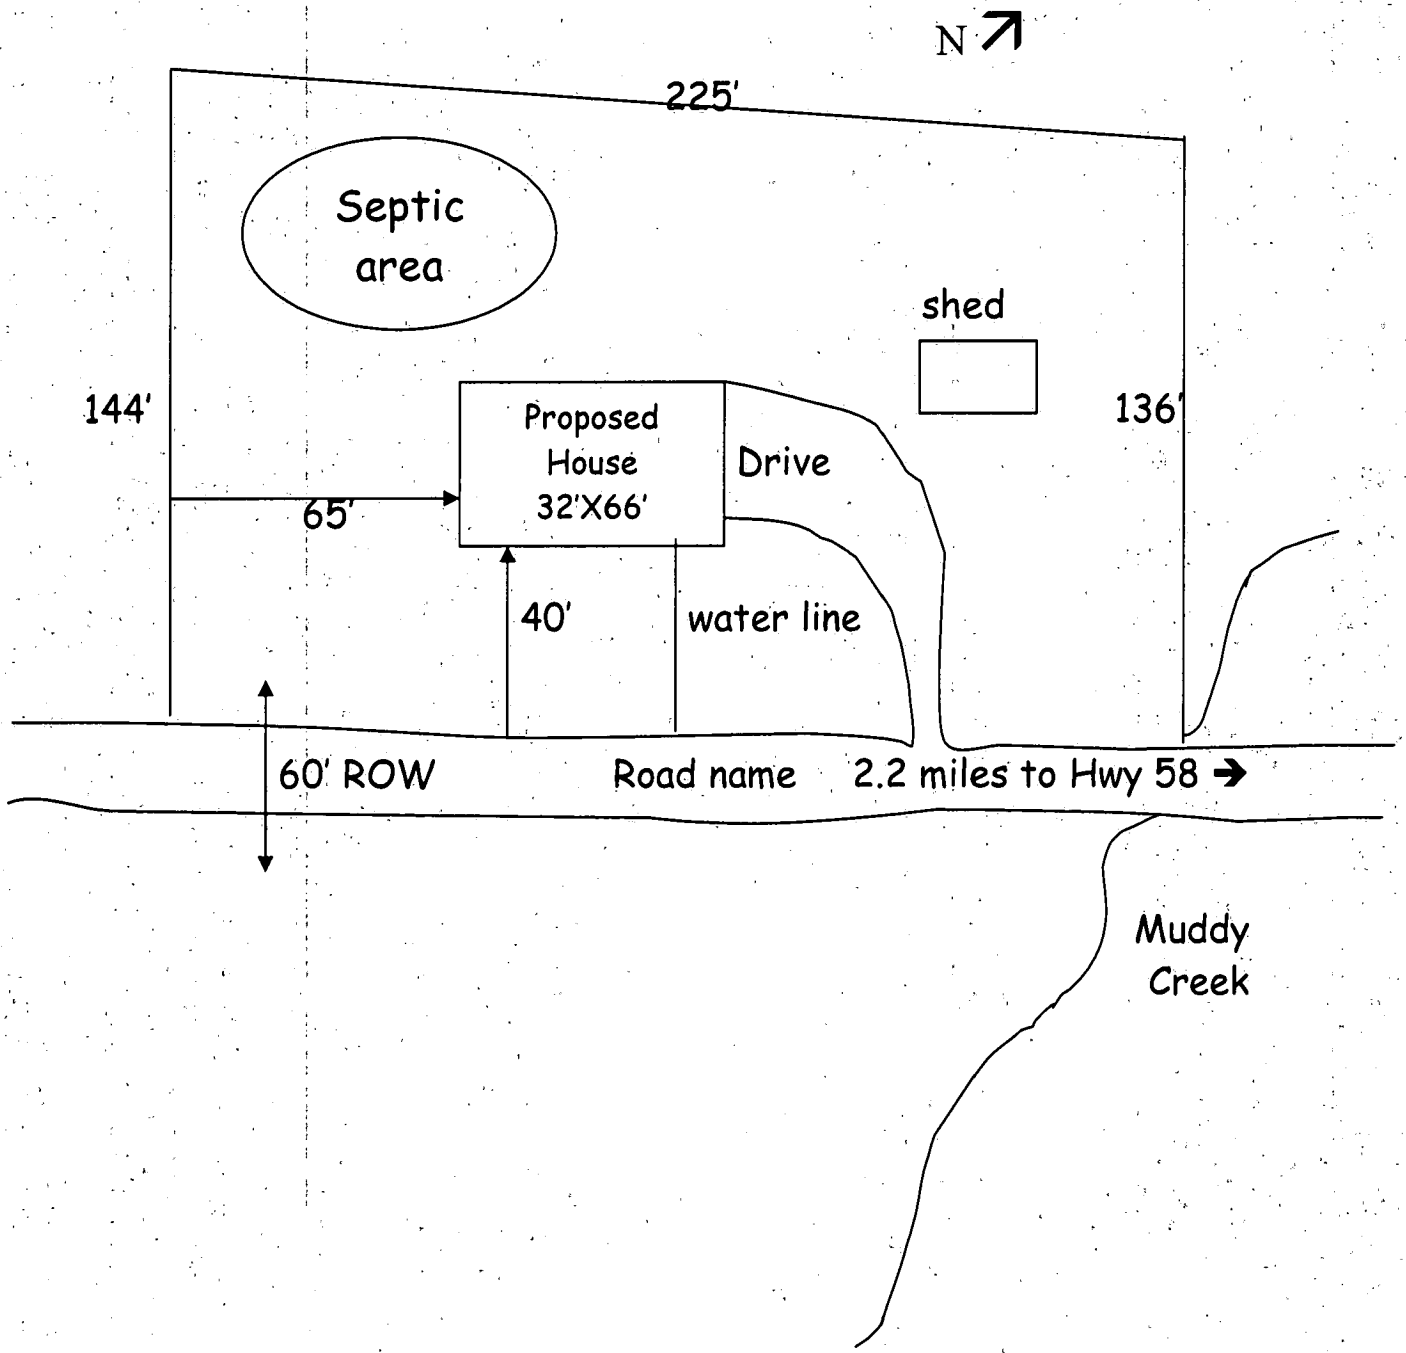 N
225'
Septic
area
shed
144'
136'
Proposed
House
32'X66'
Drive
65'
40'
water line
60' ROW
Road name
2.2 miles to Hwy 58 →
Muddy
Creek